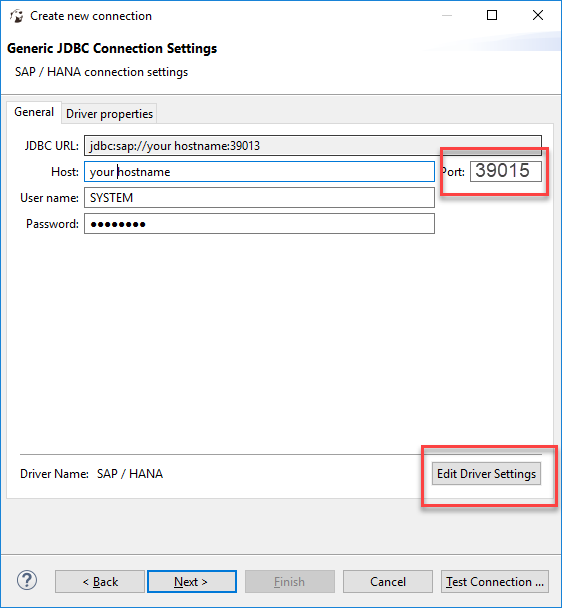 Create new connection
Generic JDBC Connection Settings
SAP / HANA connection settings
General Driver properties
JDBC URL: jdbc:sap://your hostname:39013
Host: your hostname Port: 39015
User name: SYSTEM
Password: ●●●●●●●●
Driver Name: SAP / HANA Edit Driver Settings
? < Back Next > Finish Cancel Test Connection ...